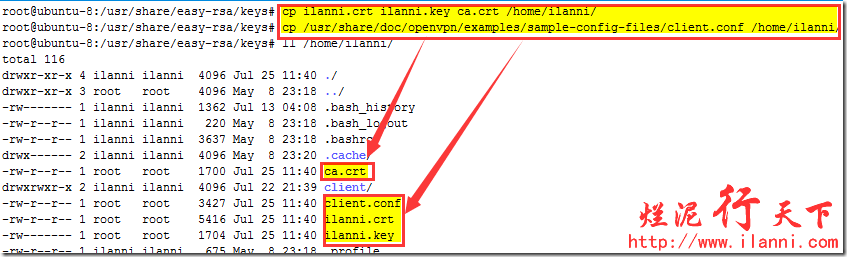 root@ubuntu-8:/usr/share/easy-rsa/keys# cp ilanni.crt ilanni.key ca.crt /home/ilanni/
root@ubuntu-8:/usr/share/easy-rsa/keys# cp /usr/share/doc/openvpn/examples/sample-config-files/client.conf /home/ilanni/
root@ubuntu-8:/usr/share/easy-rsa/keys# ll /home/ilanni/
total 116
drwxr-xr-x 4 ilanni ilanni 4096 Jul 25 11:40 ./
drwxr-xr-x 3 root root 4096 May 8 23:18 ../
-rw------- 1 ilanni ilanni 1362 Jul 13 04:08 .bash_history
-rw-r--r-- 1 ilanni ilanni 220 May 8 23:18 .bash_logout
-rw-r--r-- 1 ilanni ilanni 3637 May 8 23:18 .bashrc
drwx------ 2 ilanni ilanni 4096 May 8 23:20 .cache/
-rw-r--r-- 1 root root 1700 Jul 25 11:40 ca.crt
drwxrwxr-x 2 ilanni ilanni 4096 Jul 22 21:39 client/
-rw-r--r-- 1 root root 3427 Jul 25 11:40 client.conf
-rw-r--r-- 1 root root 5416 Jul 25 11:40 ilanni.crt
-rw------- 1 root root 1704 Jul 25 11:40 ilanni.key
-rw-r--r-- 1 ilanni ilanni 675 May 8 23:18 .profile
烂泥行天下
http://www.ilanni.com